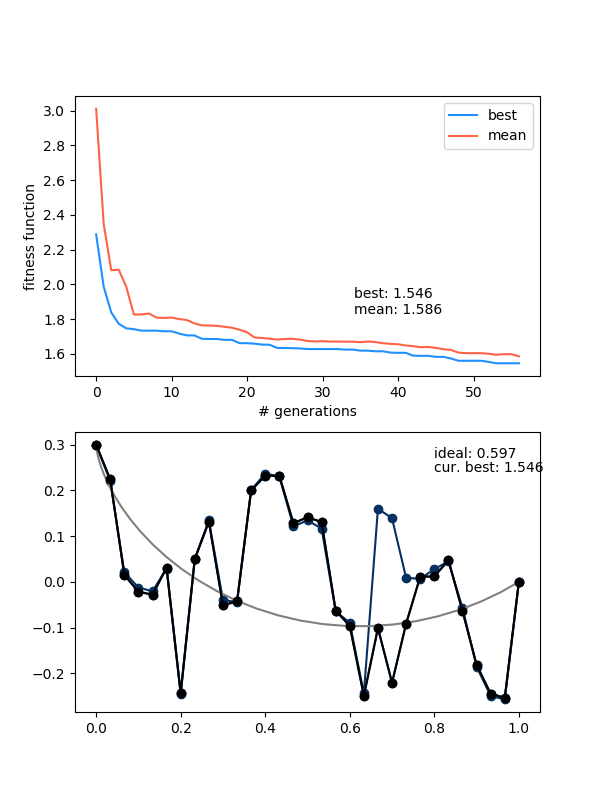 3.0
2.8
2.6
2.4
2.2
2.0
1.8
1.6
fitness function
best
mean
best: 1.546
mean: 1.586
0 10 20 30 40 50
# generations
0.3
0.2
0.1
0.0
−0.1
−0.2
ideal: 0.597
cur. best: 1.546
0.0 0.2 0.4 0.6 0.8 1.0